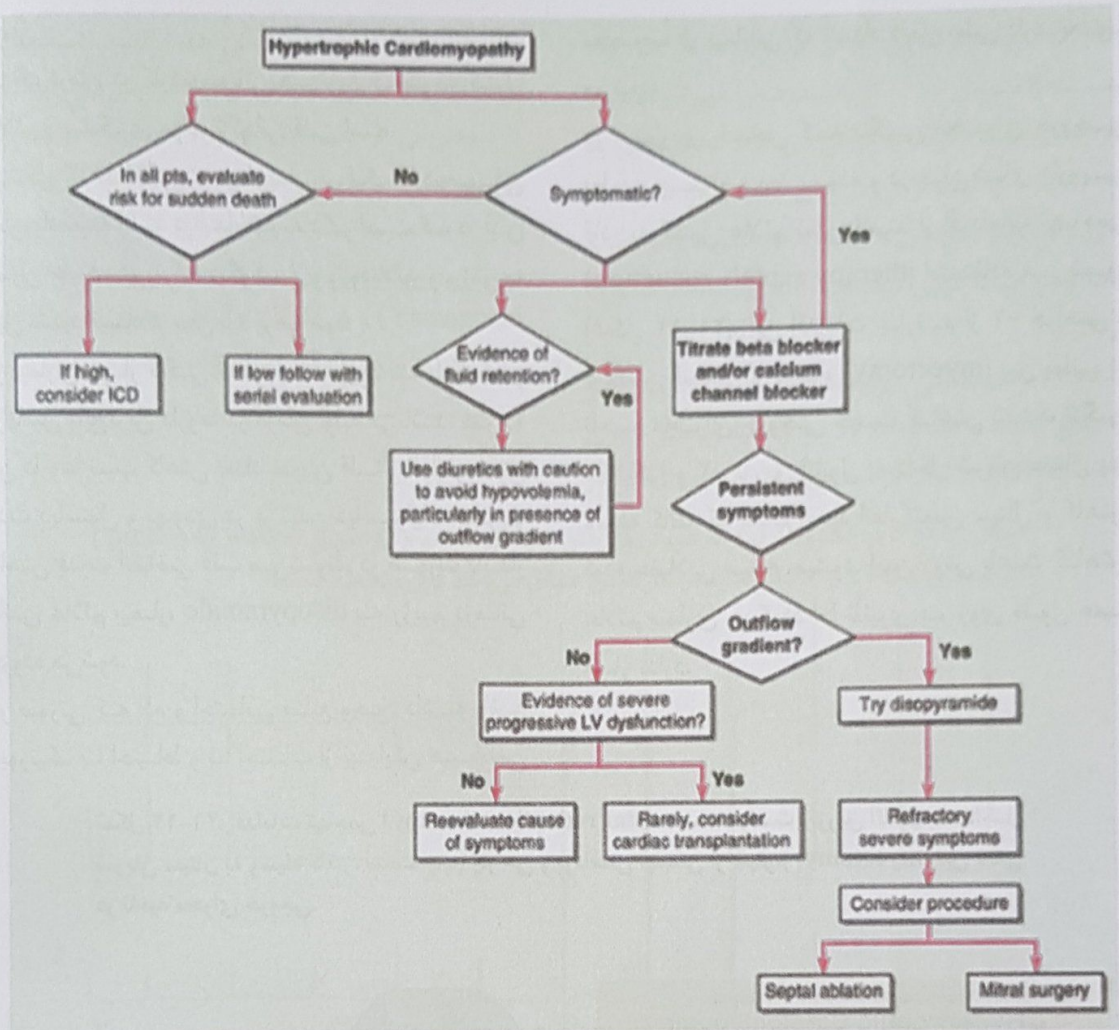 Hypertrophic Cardiomyopathy
In all pts, evaluate
risk for sudden death
No
Symptomatic?
Yes
If high,
consider ICD
If low follow with
serial evaluation
Evidence of
fluid retention?
Yes
Titrate beta blocker
and/or calcium
channel blocker
Use diuretics with caution
to avoid hypovolemia,
particularly in presence of
outflow gradient
Persistent
symptoms
Outflow
gradient?
No
Yes
Evidence of severe
progressive LV dysfunction?
Try disopyramide
No
Yes
Reevaluate cause
of symptoms
Rarely, consider
cardiac transplantation
Refractory
severe symptoms
Consider procedure
Septal ablation
Mitral surgery